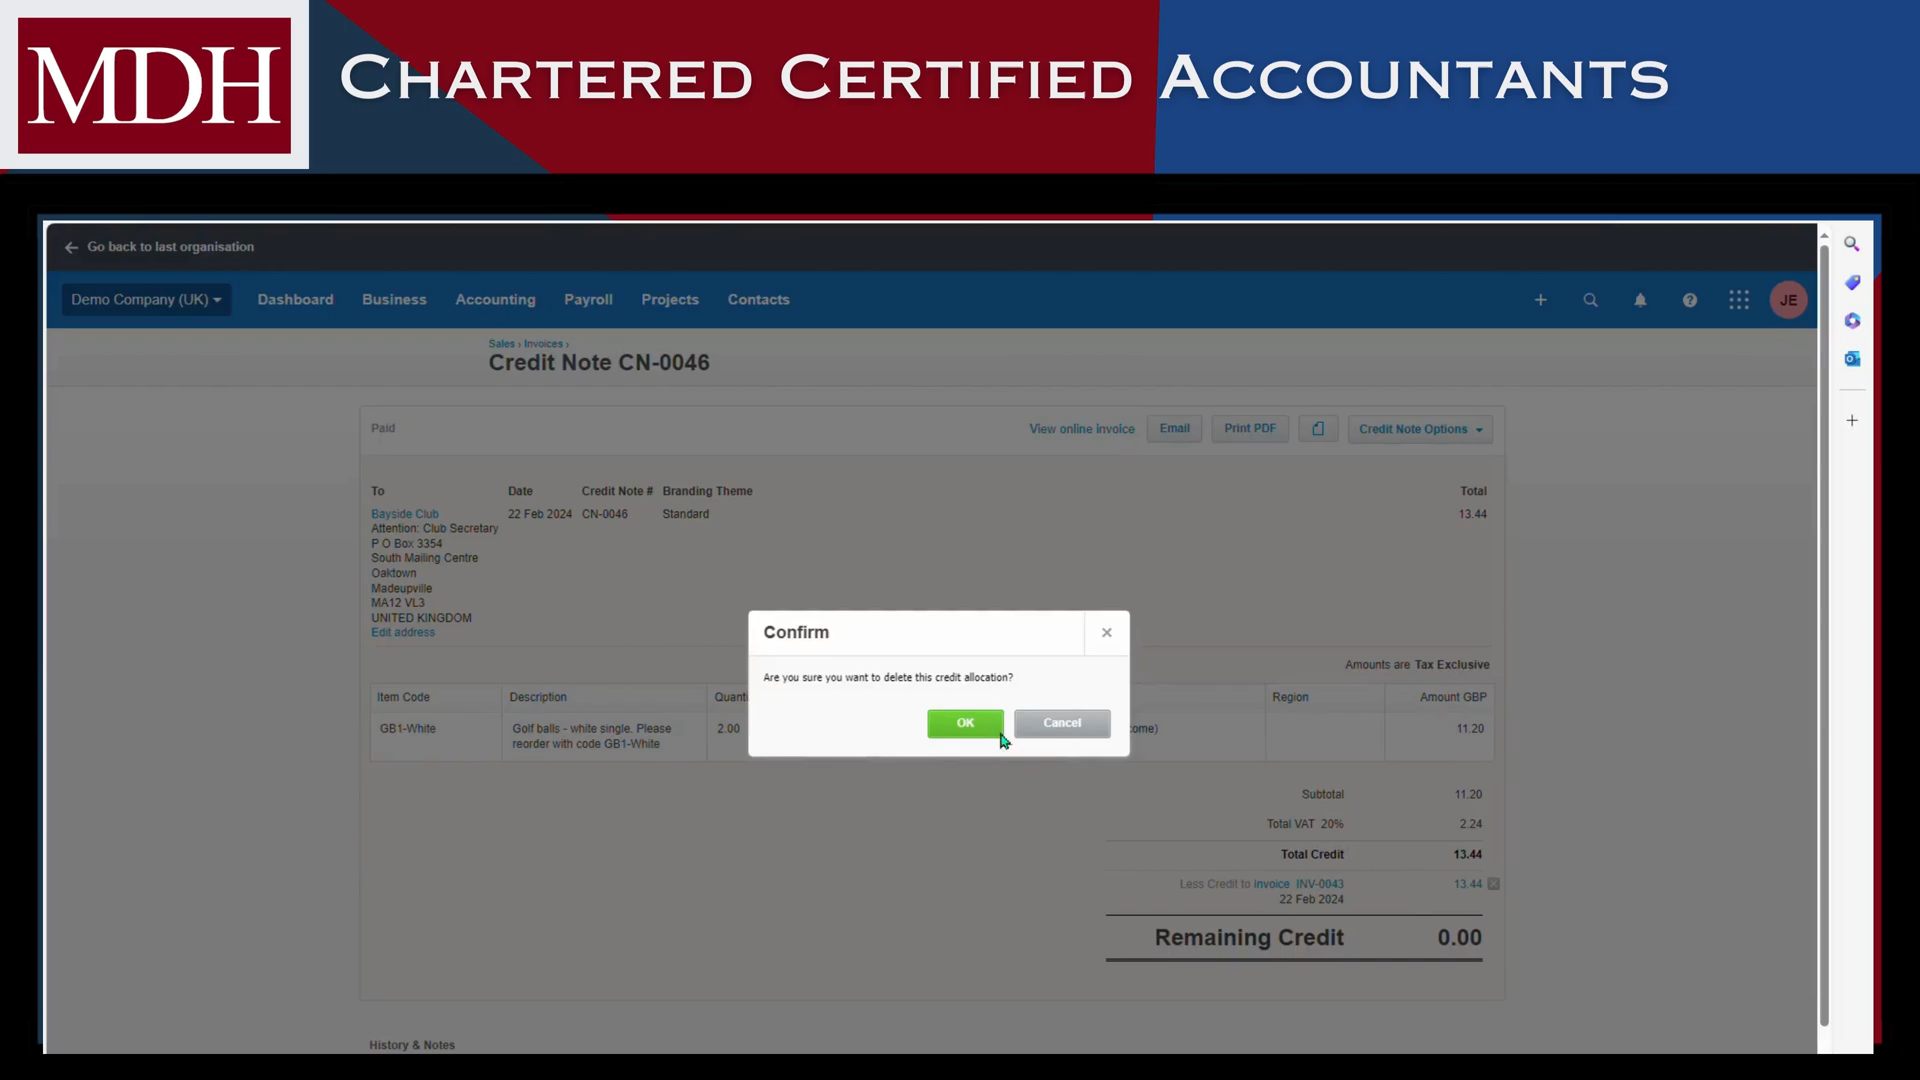 MDH
CHARTERED CERTIFIED ACCOUNTANTS
Go back to last organisation
Demo Company (UK)
Dashboard
Business
Accounting
Payroll
Projects
Contacts
JE
Sales › Invoices ›
Credit Note CN-0046
Paid
View online invoice
Email
Print PDF
Credit Note Options
To
Date
Credit Note #
Branding Theme
Total
Bayside Club
22 Feb 2024
CN-0046
Standard
13.44
Attention: Club Secretary
P O Box 3354
South Mailing Centre
Oaktown
Madeupville
MA12 VL3
UNITED KINGDOM
Edit address
Confirm
Are you sure you want to delete this credit allocation?
OK
Cancel
Amounts are Tax Exclusive
Item Code
Description
Quanti
Region
Amount GBP
GB1-White
Golf balls - white single. Please
reorder with code GB1-White
2.00
ome)
11.20
Subtotal 11.20
Total VAT 20% 2.24
Total Credit 13.44
Less Credit to Invoice INV-0043 13.44
22 Feb 2024
Remaining Credit 0.00
History & Notes